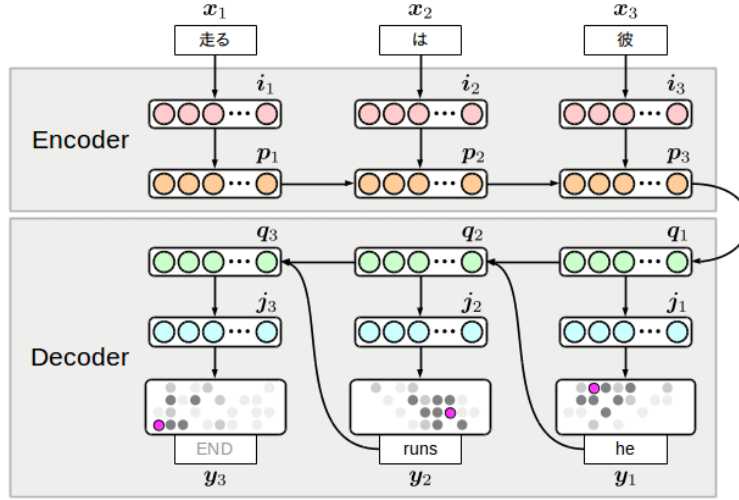 x₁ x₂ x₃
走る は 彼
i₁ i₂ i₃
Encoder
p₁ p₂ p₃
q₃ q₂ q₁
j₃ j₂ j₁
Decoder
END runs he
y₃ y₂ y₁